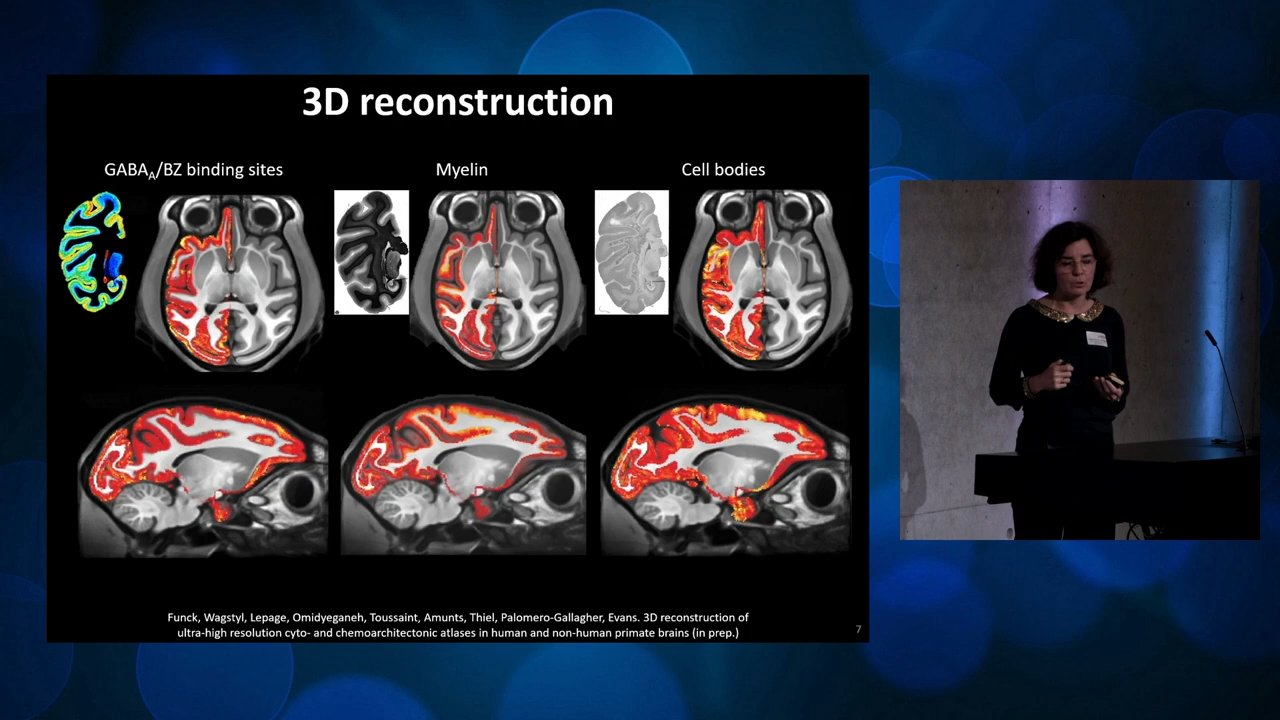 3D reconstruction
GABAA/BZ binding sites
Myelin
Cell bodies
Funck, Wagstyl, Lepage, Omidyeganeh, Toussaint, Amunts, Thiel, Palomero-Gallagher, Evans. 3D reconstruction of
ultra-high resolution cyto- and chemoarchitectonic atlases in human and non-human primate brains (in prep.)
7